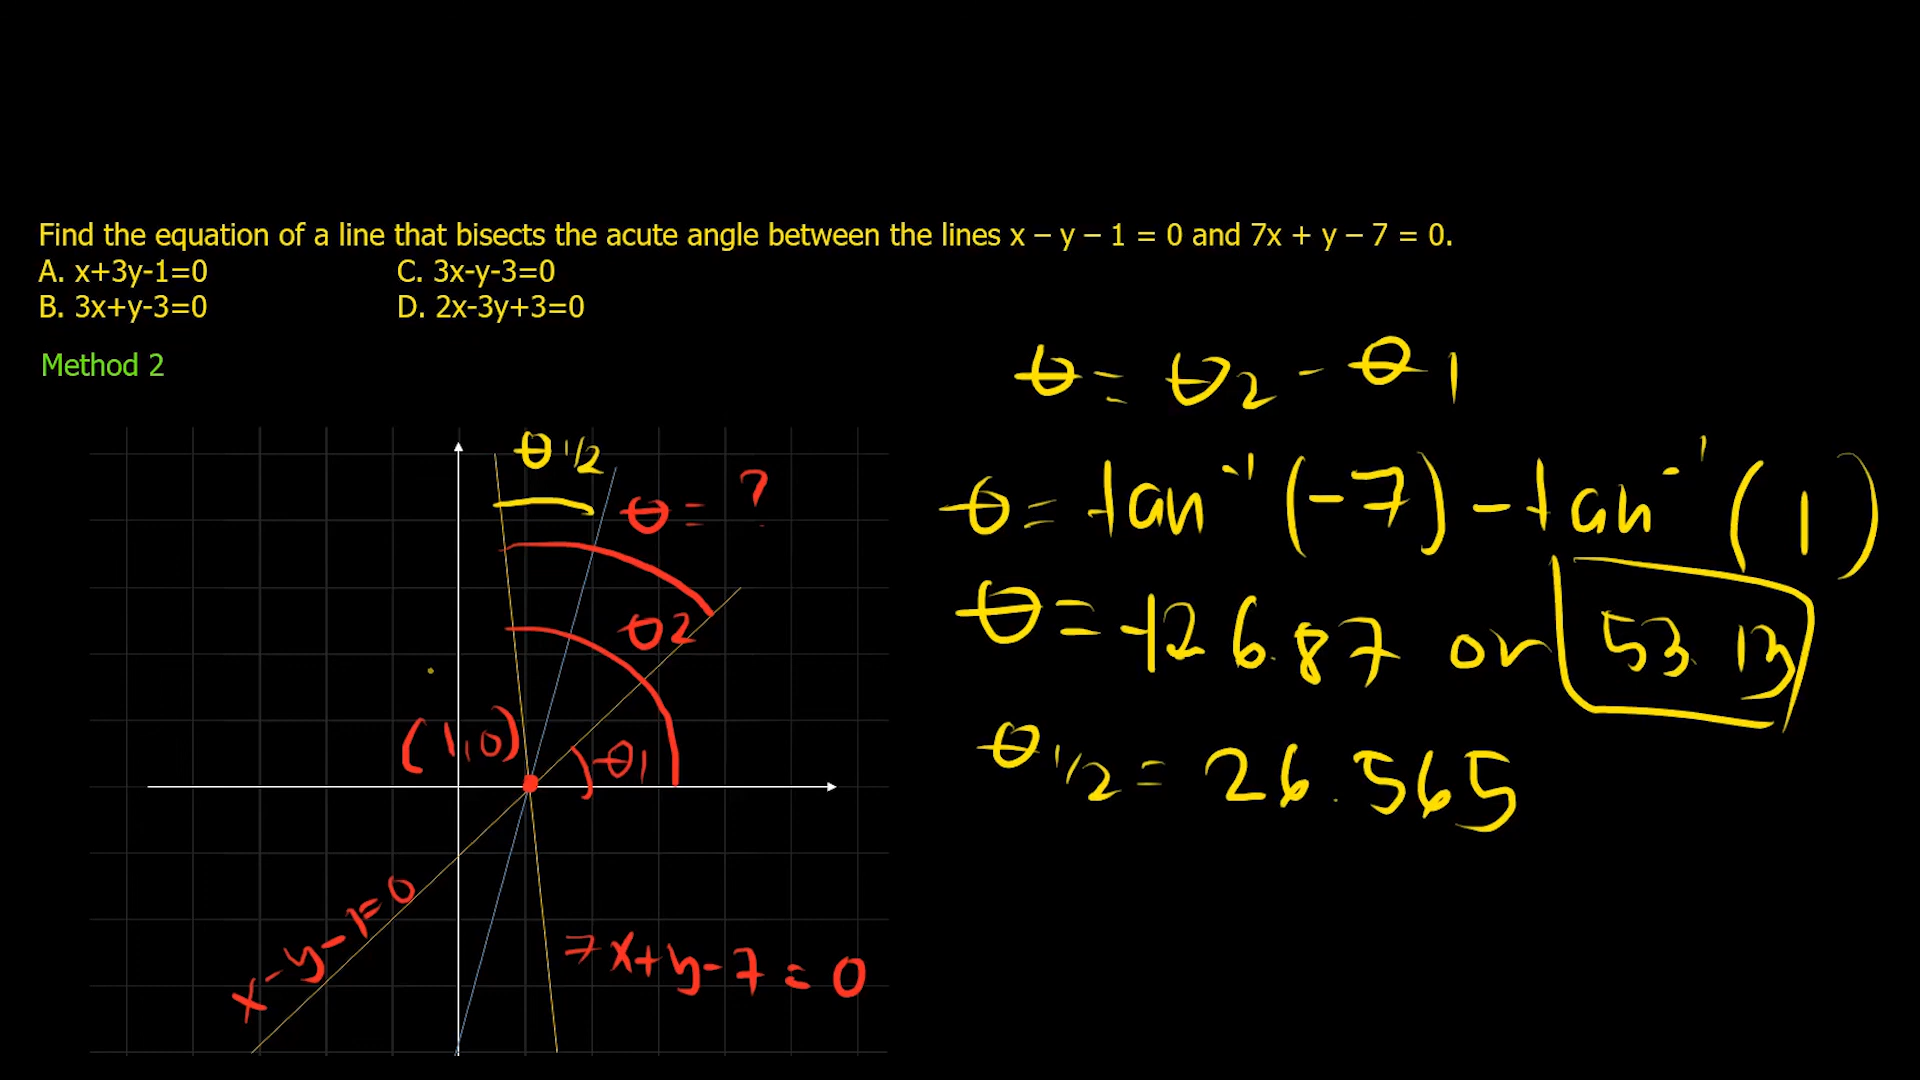 Find the equation of a line that bisects the acute angle between the lines x – y – 1 = 0 and 7x + y – 7 = 0.
A. x+3y-1=0 C. 3x-y-3=0
B. 3x+y-3=0 D. 2x-3y+3=0
Method 2
θ = θ2 - θ1
θ = tan⁻¹(-7) - tan⁻¹(1)
θ = -126.87 or 53.13
θ1/2 = 26.565
θ1/2
θ = ?
θ2
(1,0)
θ1
x-y-1=0
7x+y-7=0